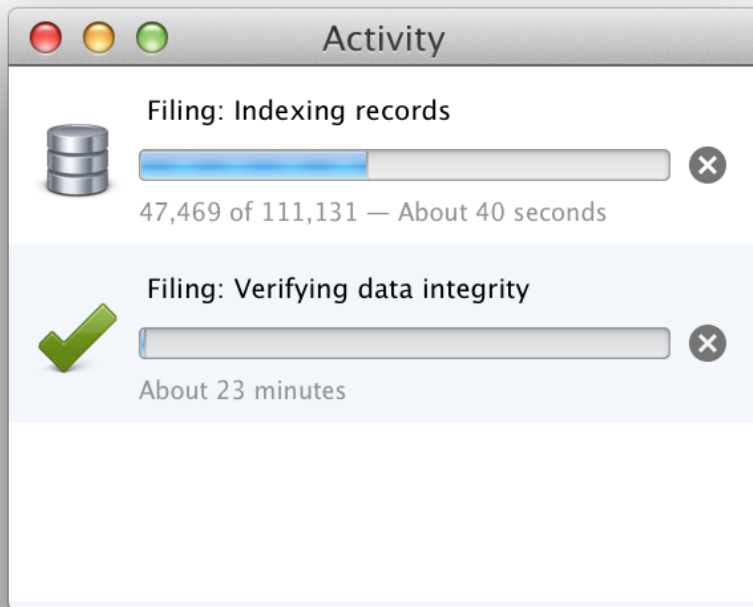 Activity
Filing: Indexing records
47,469 of 111,131 — About 40 seconds
Filing: Verifying data integrity
About 23 minutes